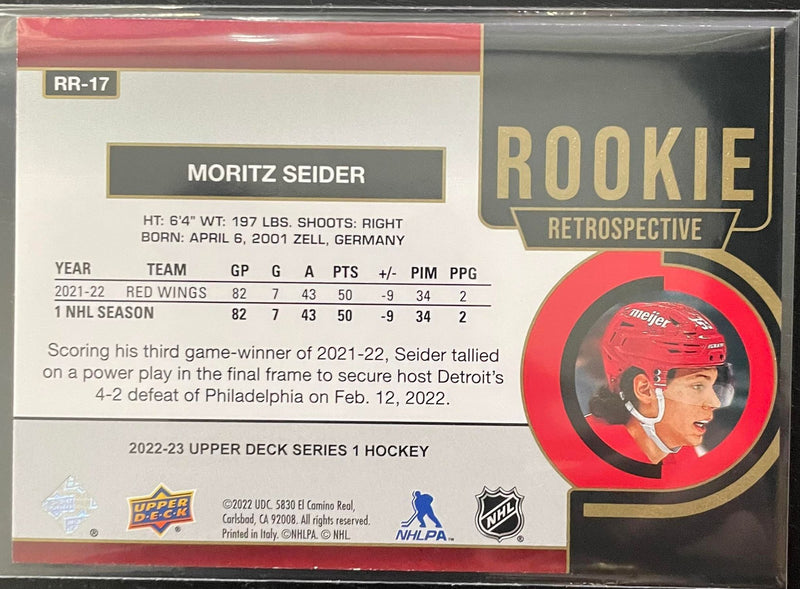 RR-17
MORITZ SEIDER
ROOKIE
RETROSPECTIVE
HT: 6'4" WT: 197 LBS. SHOOTS: RIGHT
BORN: APRIL 6, 2001 ZELL, GERMANY
YEAR TEAM GP G A PTS +/- PIM PPG
2021-22 RED WINGS 82 7 43 50 -9 34 2
1 NHL SEASON 82 7 43 50 -9 34 2
Scoring his third game-winner of 2021-22, Seider tallied
on a power play in the final frame to secure host Detroit's
4-2 defeat of Philadelphia on Feb. 12, 2022.
meijer
2022-23 UPPER DECK SERIES 1 HOCKEY
®
UPPER
D•E•C•K
®
©2022 UDC. 5830 El Camino Real,
Carlsbad, CA 92008. All rights reserved.
Printed in Italy. ©NHLPA. © NHL.
NHLPA™
NHL
®